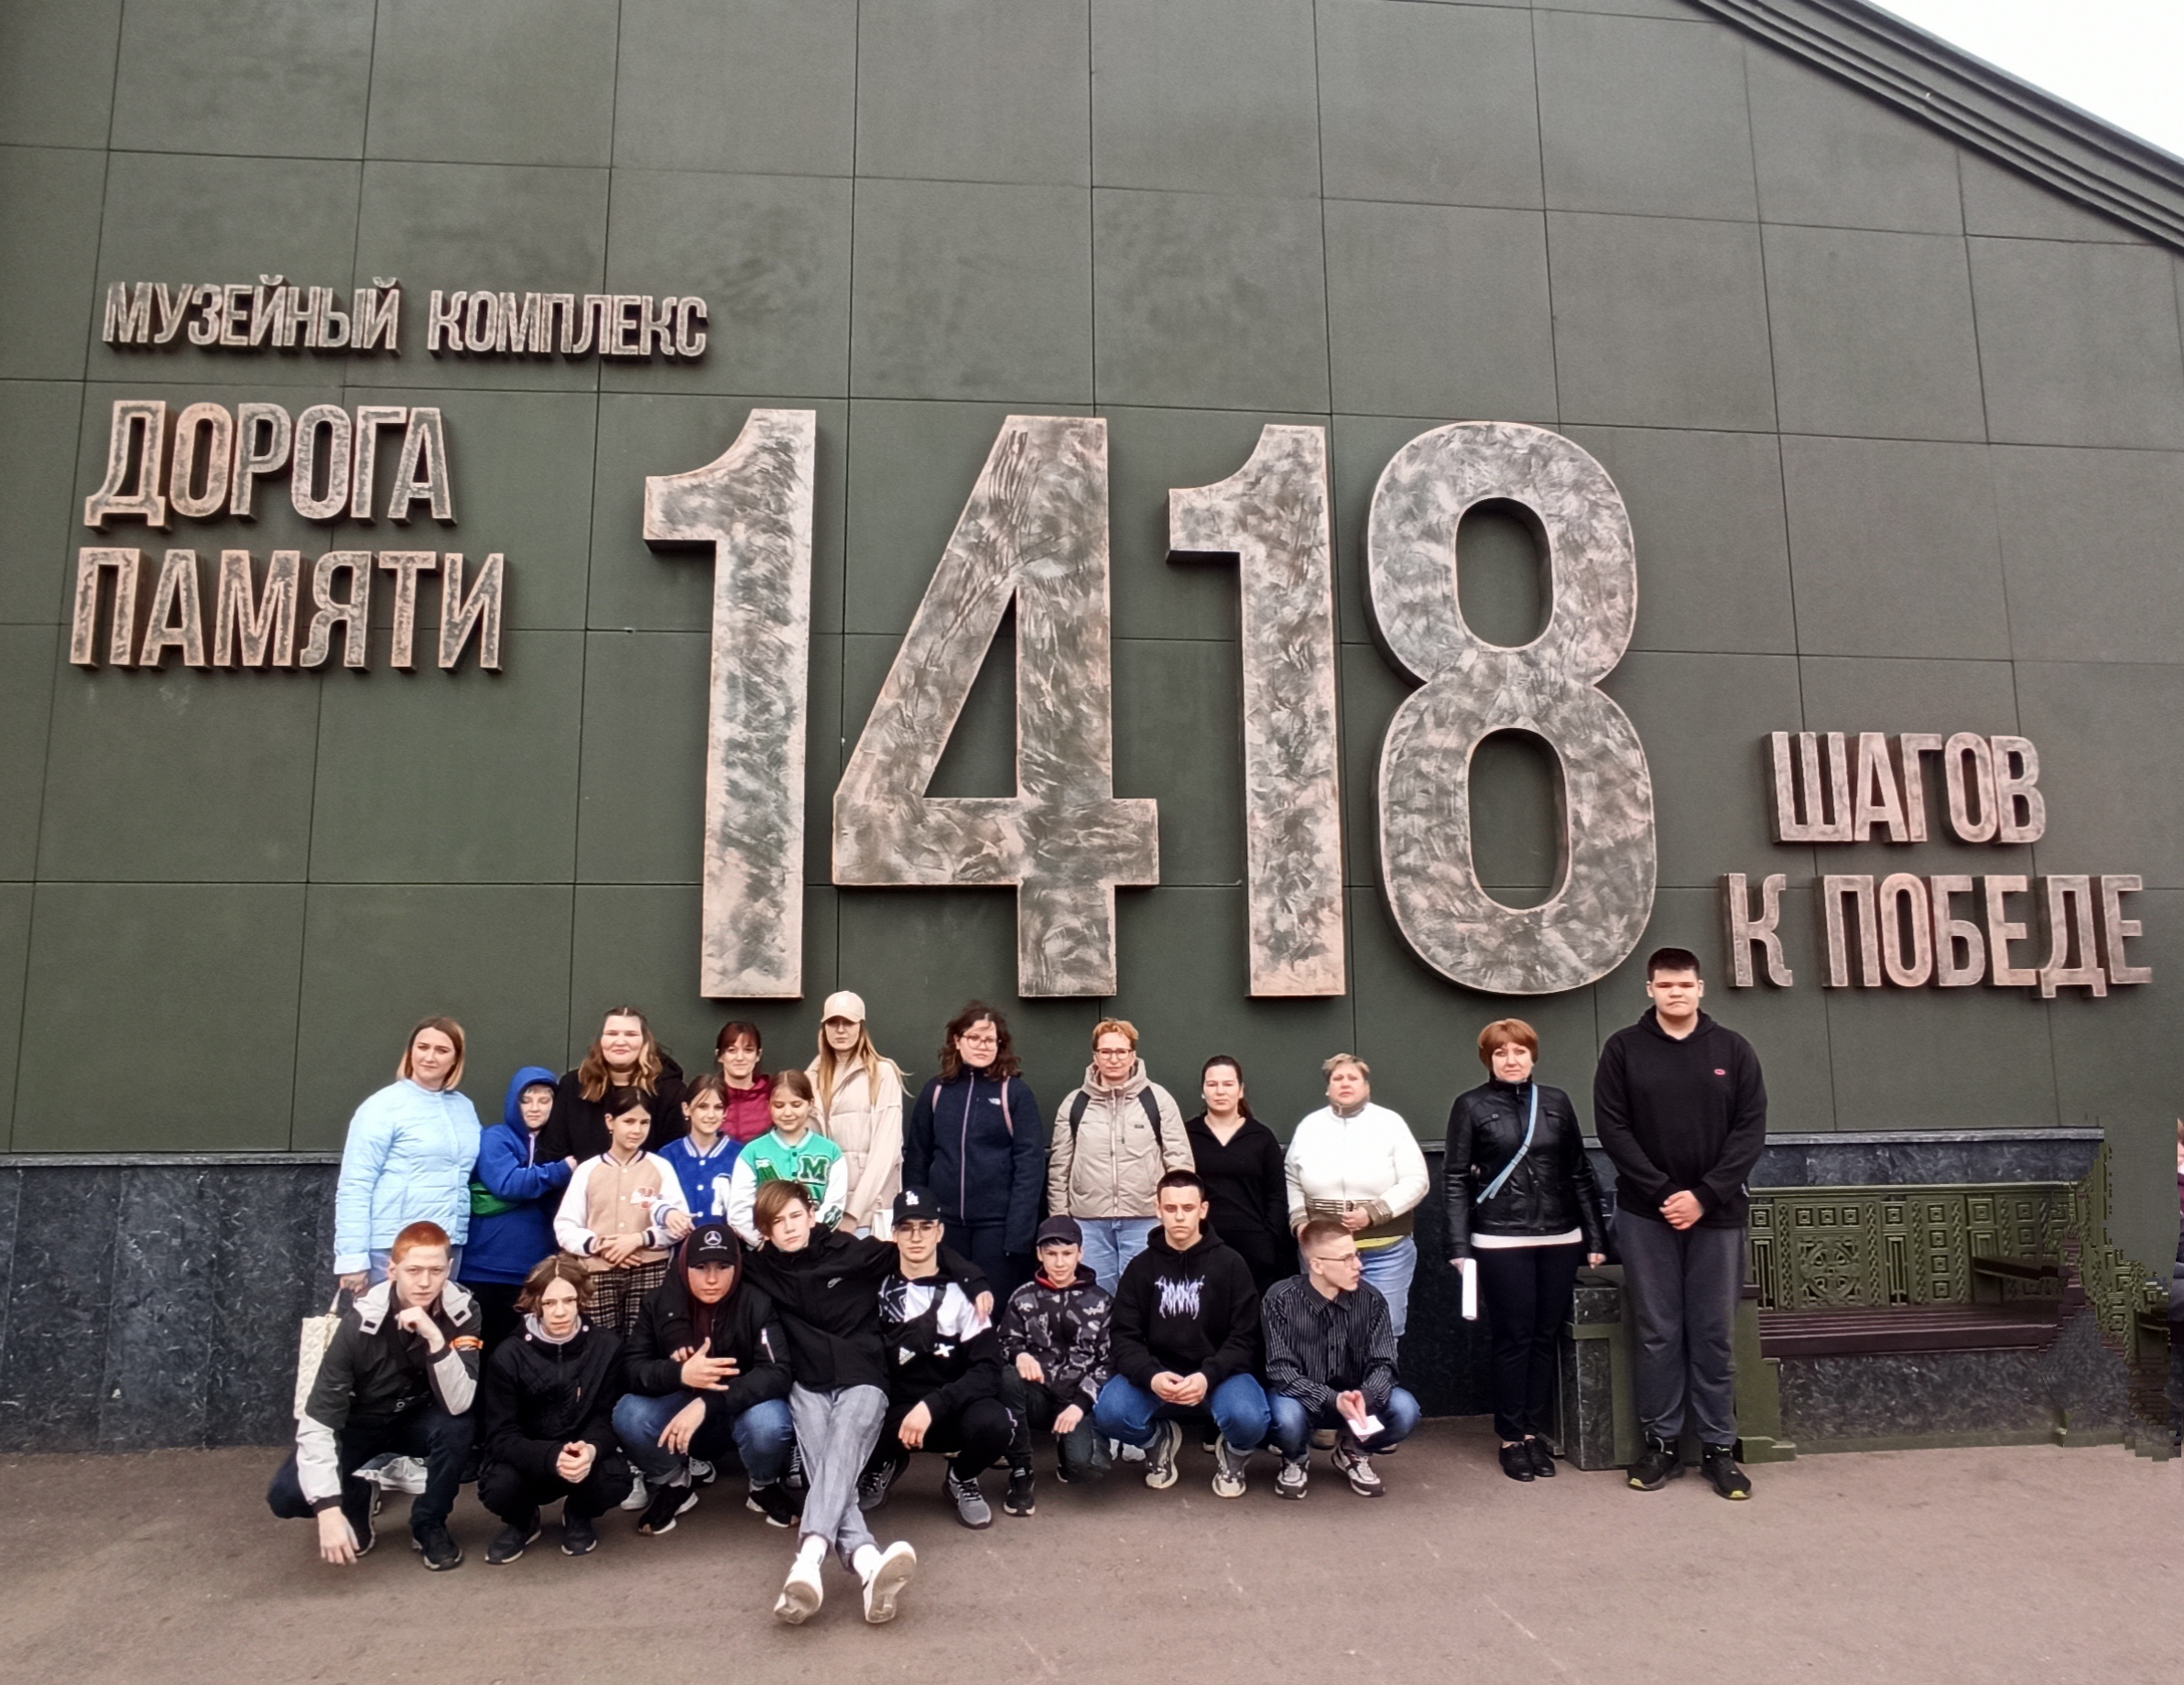 МУЗЕЙНЫЙ КОМПЛЕКС
ДОРОГА
ПАМЯТИ
1418
ШАГОВ
К ПОБЕДЕ
M